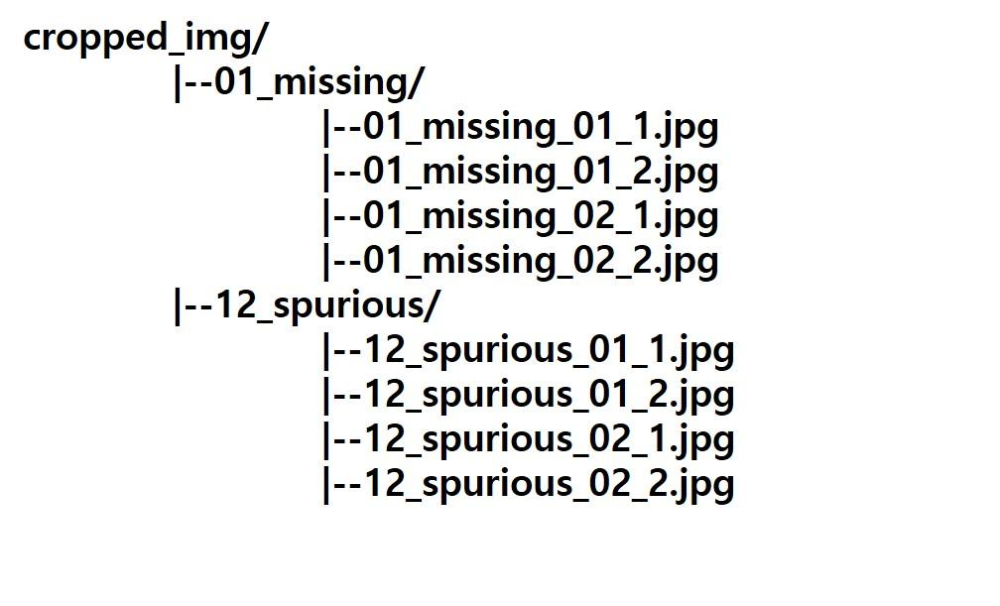 cropped_img/
|--01_missing/
|--01_missing_01_1.jpg
|--01_missing_01_2.jpg
|--01_missing_02_1.jpg
|--01_missing_02_2.jpg
|--12_spurious/
|--12_spurious_01_1.jpg
|--12_spurious_01_2.jpg
|--12_spurious_02_1.jpg
|--12_spurious_02_2.jpg